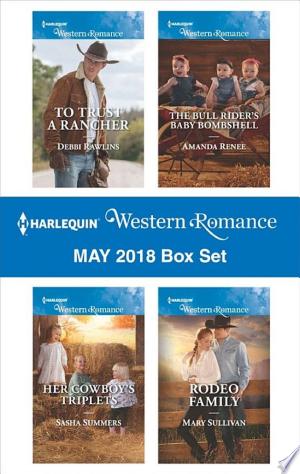 HARLEQUIN
Western Romance
TO TRUST
A RANCHER
DEBBI RAWLINS
HARLEQUIN
Western Romance
THE BULL RIDER'S
BABY BOMBSHELL
AMANDA RENEE
HARLEQUIN Western Romance
MAY 2018 Box Set
HARLEQUIN
Western Romance
HER COWBOY'S
TRIPLETS
SASHA SUMMERS
HARLEQUIN
Western Romance
RODEO
FAMILY
MARY SULLIVAN